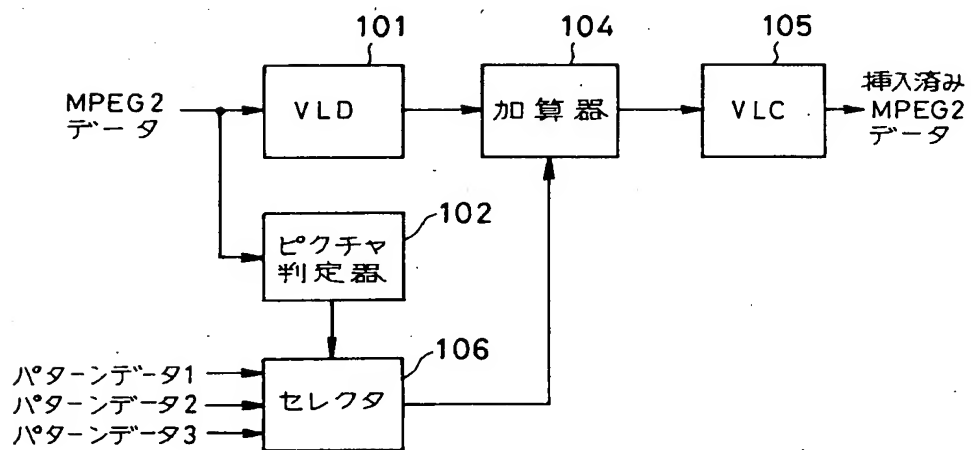 101
104
105
MPEG2
データ
VLD
加算器
VLC
挿入済み
MPEG2
データ
102
ピクチャ
判定器
106
パターンデータ1
パターンデータ2
パターンデータ3
セレクタ